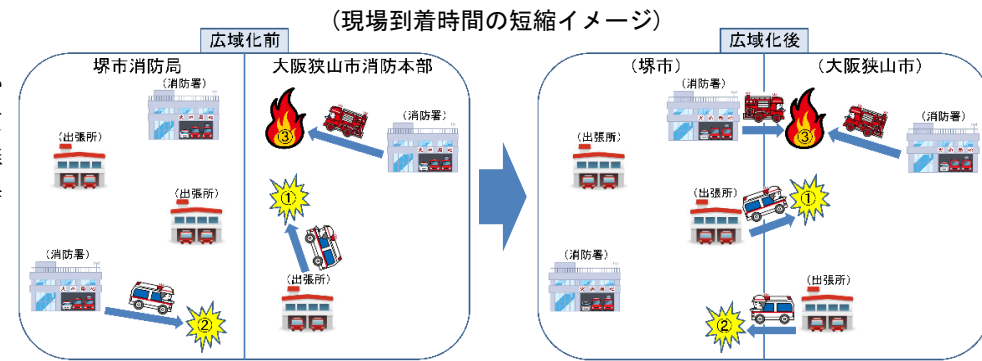 (現場到着時間の短縮イメージ)
広域化前
堺市消防局
大阪狭山市消防本部
(消防署)
(出張所)
(出張所)
(消防署)
②
③
(消防署)
①
(出張所)
広域化後
(堺市)
(大阪狭山市)
(消防署)
(出張所)
(出張所)
(消防署)
②
③
(消防署)
①
(出張所)